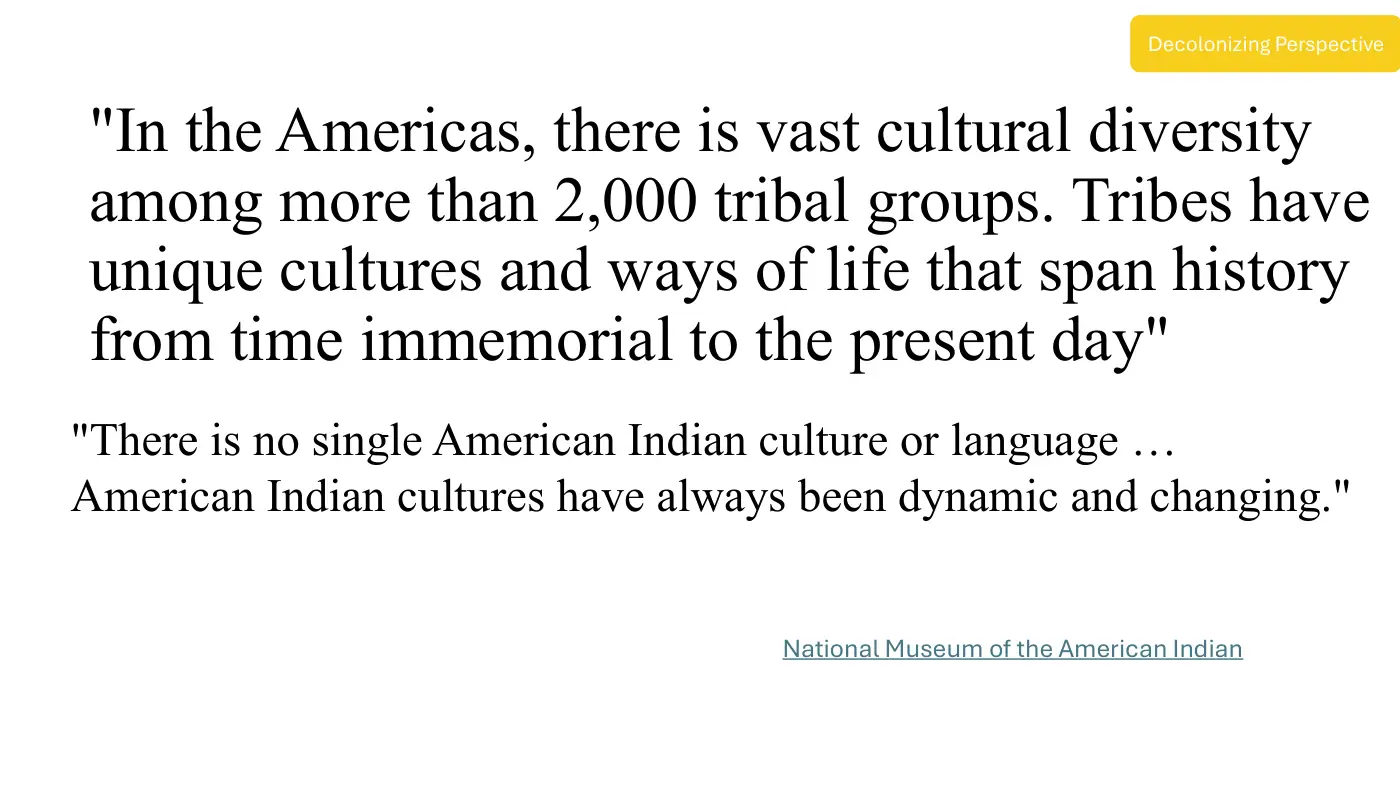 Decolonizing Perspective
"In the Americas, there is vast cultural diversity
among more than 2,000 tribal groups. Tribes have
unique cultures and ways of life that span history
from time immemorial to the present day"
"There is no single American Indian culture or language …
American Indian cultures have always been dynamic and changing."
National Museum of the American Indian